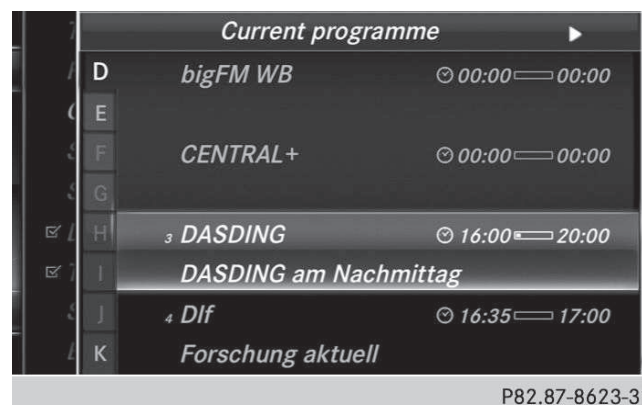 Current programme
D bigFM WB 00:00 00:00
E
F CENTRAL+ 00:00 00:00
G
H 3 DASDING 16:00 20:00
I DASDING am Nachmittag
J 4 Dlf 16:35 17:00
K Forschung aktuell
P82.87-8623-31